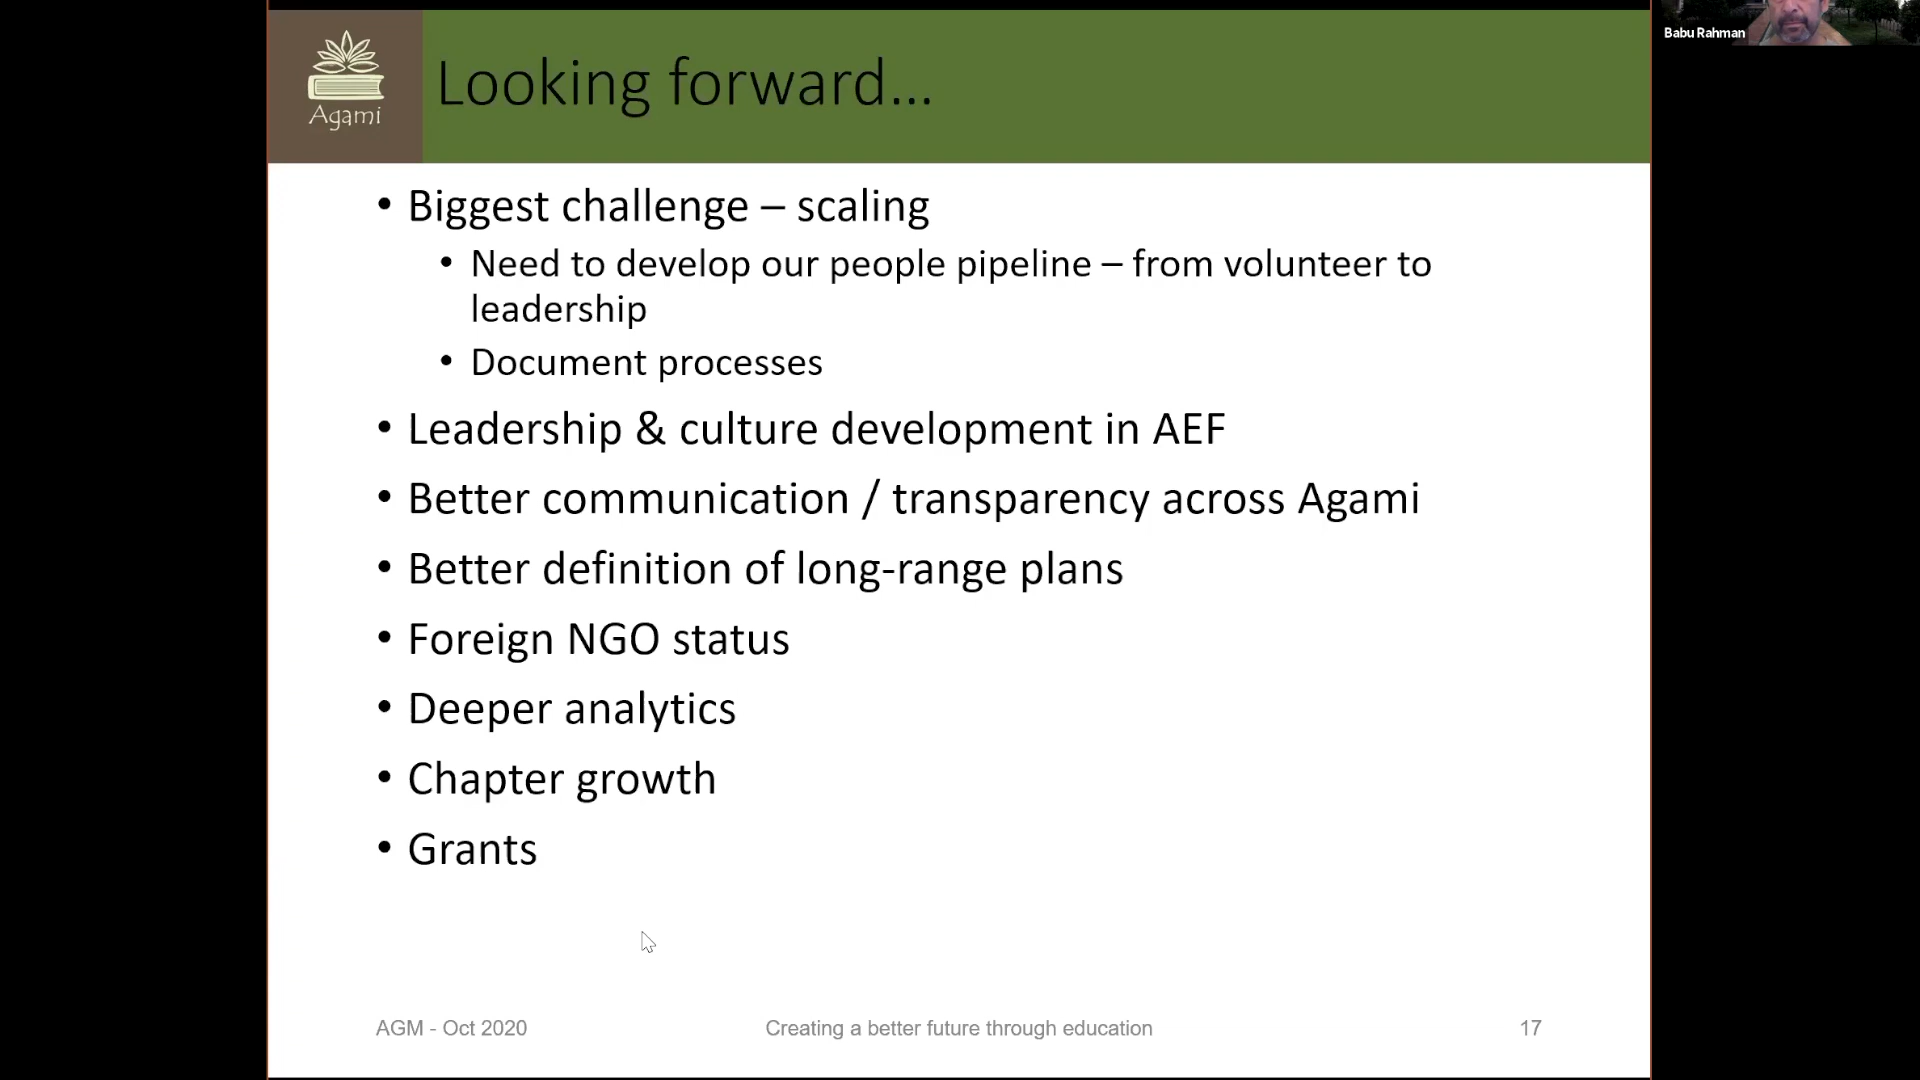 Babu Rahman
Agami
Looking forward...
• Biggest challenge – scaling
• Need to develop our people pipeline – from volunteer to
leadership
• Document processes
• Leadership & culture development in AEF
• Better communication / transparency across Agami
• Better definition of long-range plans
• Foreign NGO status
• Deeper analytics
• Chapter growth
• Grants
AGM - Oct 2020
Creating a better future through education
17